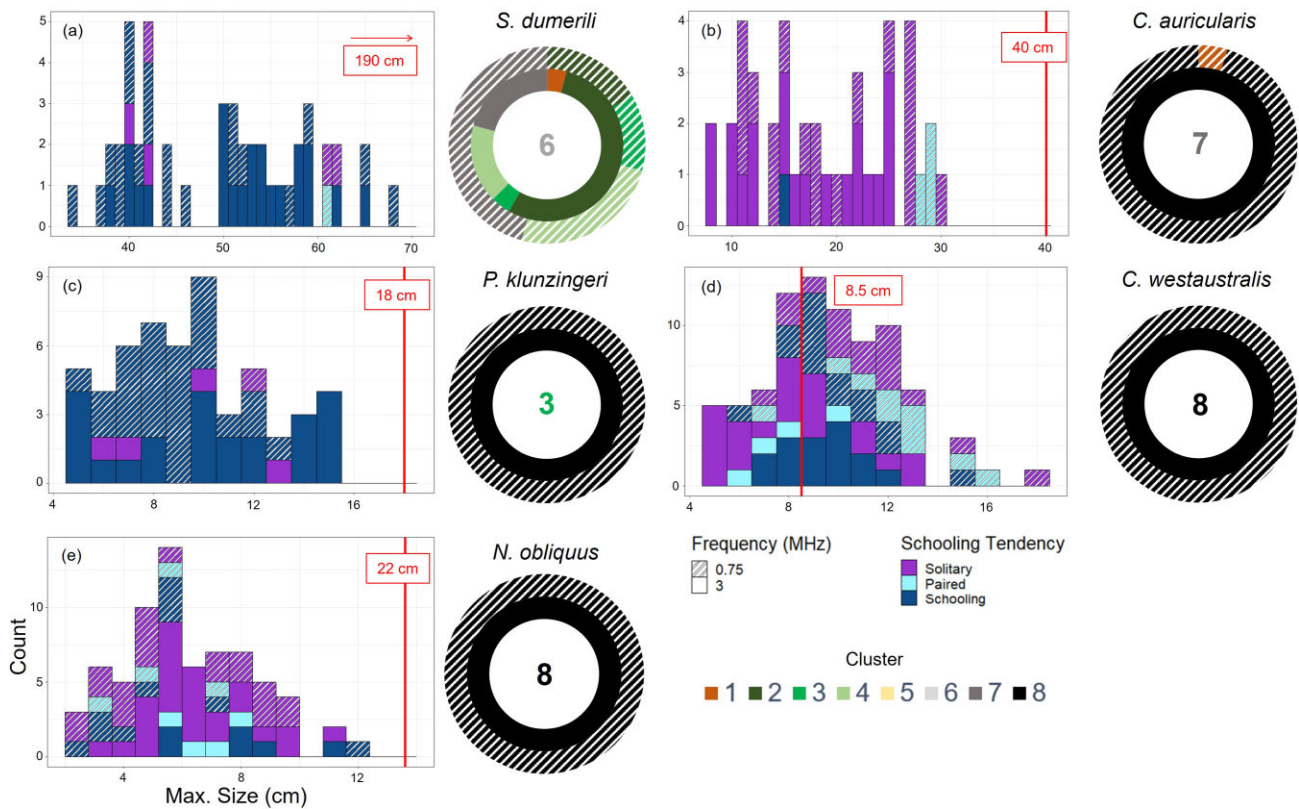 (a)
190 cm
5
4
3
2
1
0
40 50 60 70
S. dumerili
6
(b)
40 cm
4
3
2
1
0
10 20 30 40
C. auricularis
7
(c)
18 cm
9
6
3
0
4 8 12 16
P. klunzingeri
3
(d)
8.5 cm
10
5
0
4 8 12 16
C. westaustralis
8
(e)
22 cm
10
5
0
4 8 12
Count
Max. Size (cm)
N. obliquus
8
Frequency (MHz)
0.75
3
Schooling Tendency
Solitary
Paired
Schooling
Cluster
1 2 3 4 5 6 7 8